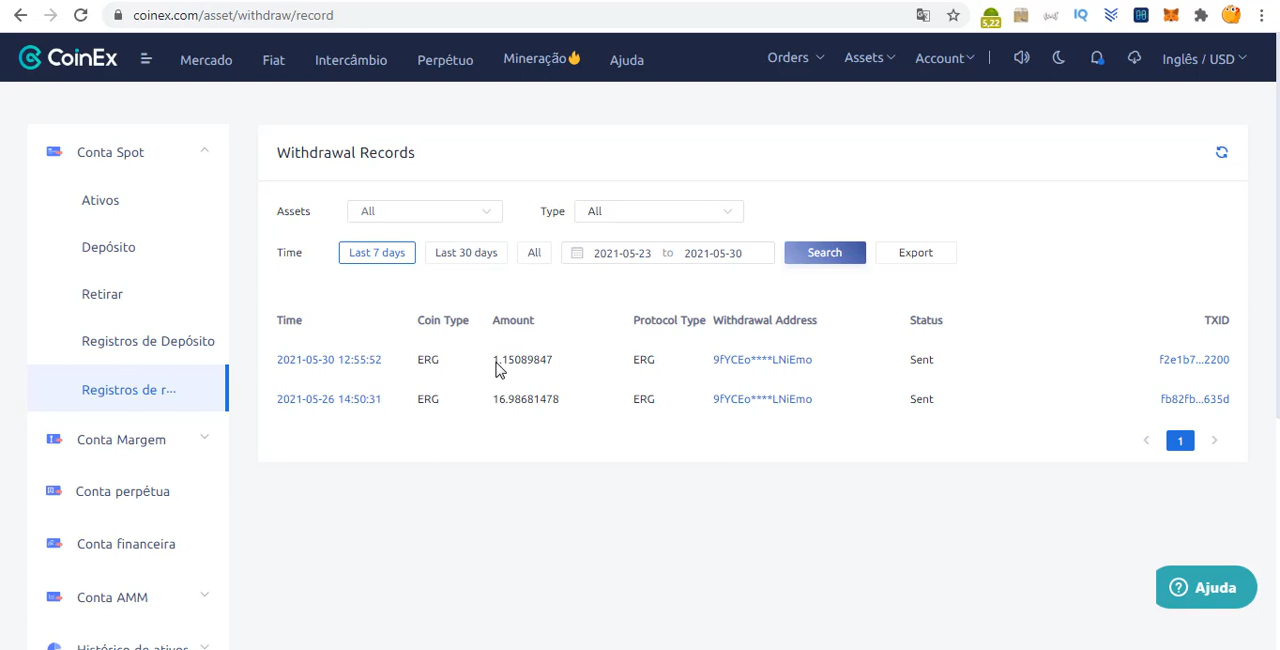 coinex.com/asset/withdraw/record
5,22
IQ
CoinEx Mercado Fiat Intercâmbio Perpétuo Mineração Ajuda Orders Assets Account Inglês / USD
Conta Spot
Ativos
Depósito
Retirar
Registros de Depósito
Registros de r···
Conta Margem
Conta perpétua
Conta financeira
Conta AMM
Histórico de ativos
Withdrawal Records
Assets All Type All
Time Last 7 days Last 30 days All 2021-05-23 to 2021-05-30 Search Export
Time Coin Type Amount Protocol Type Withdrawal Address Status TXID
2021-05-30 12:55:52 ERG 1.15089847 ERG 9fYCEo****LNiEmo Sent f2e1b7...2200
2021-05-26 14:50:31 ERG 16.98681478 ERG 9fYCEo****LNiEmo Sent fb82fb...635d
1
Ajuda